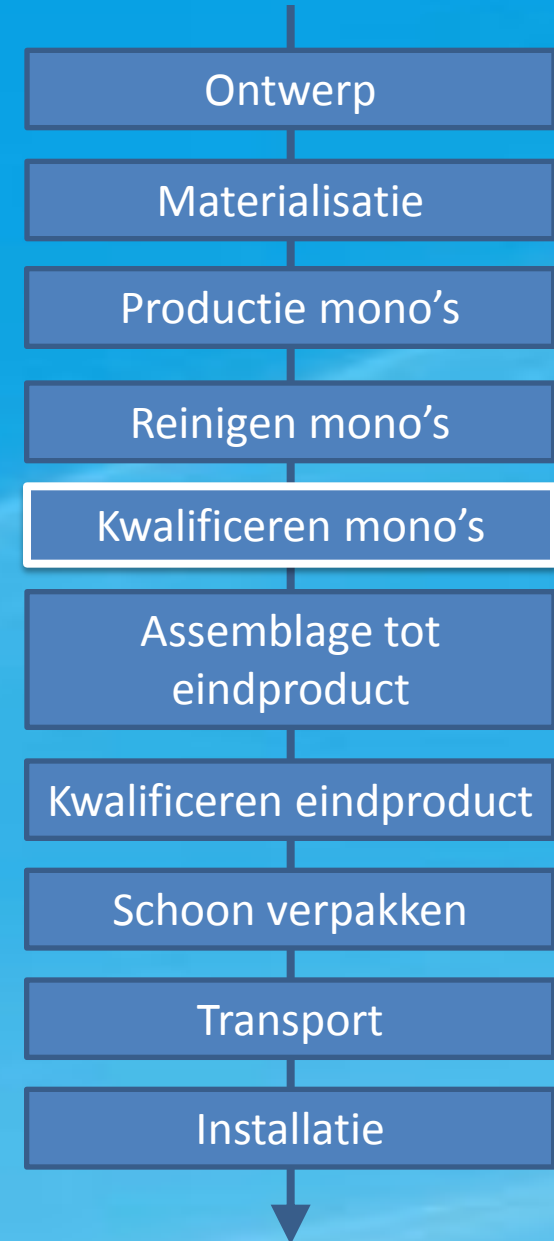 Ontwerp
Materialisatie
Productie mono’s
Reinigen mono’s
Kwalificeren mono’s
Assemblage tot
eindproduct
Kwalificeren eindproduct
Schoon verpakken
Transport
Installatie